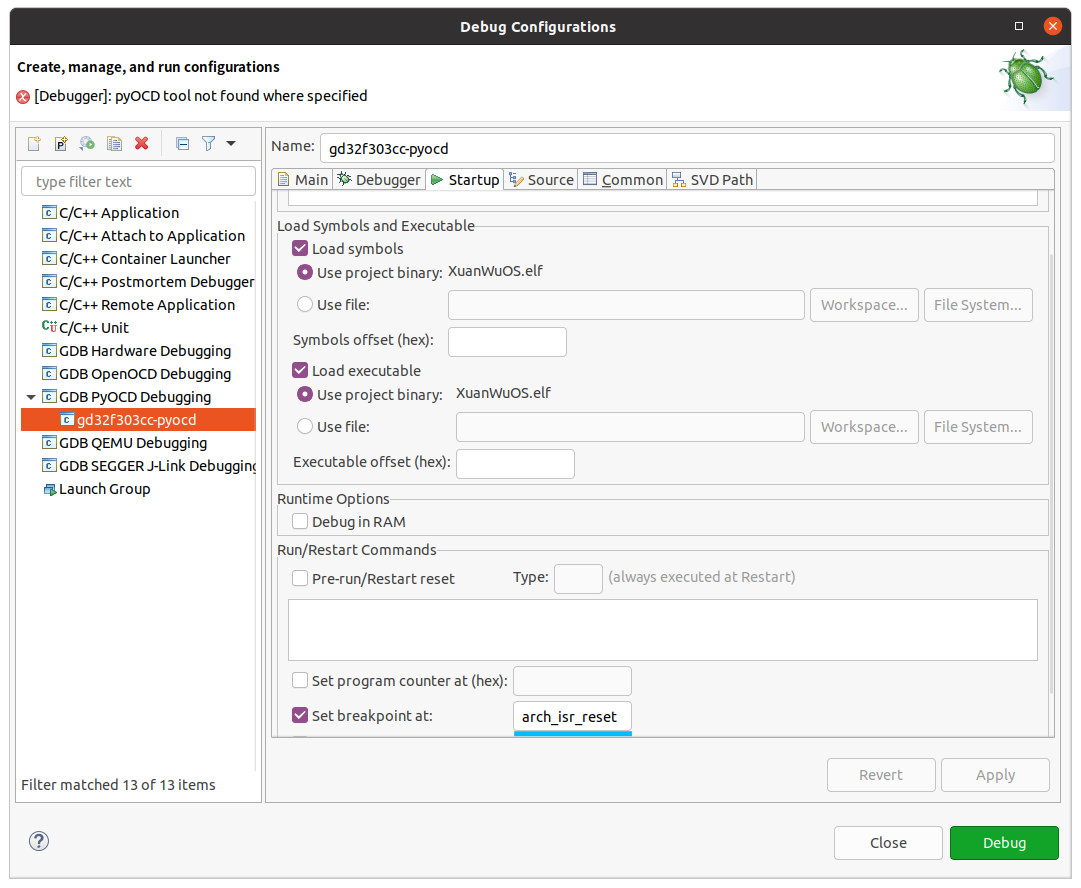 Debug Configurations
Create, manage, and run configurations
[Debugger]: pyOCD tool not found where specified
type filter text
C/C++ Application
C/C++ Attach to Application
C/C++ Container Launcher
C/C++ Postmortem Debugger
C/C++ Remote Application
C/C++ Unit
GDB Hardware Debugging
GDB OpenOCD Debugging
GDB PyOCD Debugging
gd32f303cc-pyocd
GDB QEMU Debugging
GDB SEGGER J-Link Debugging
Launch Group
Filter matched 13 of 13 items
Name: gd32f303cc-pyocd
Main Debugger Startup Source Common SVD Path
Load Symbols and Executable
Load symbols
Use project binary: XuanWuOS.elf
Use file: Workspace... File System...
Symbols offset (hex):
Load executable
Use project binary: XuanWuOS.elf
Use file: Workspace... File System...
Executable offset (hex):
Runtime Options
Debug in RAM
Run/Restart Commands
Pre-run/Restart reset Type: (always executed at Restart)
Set program counter at (hex):
Set breakpoint at: arch_isr_reset
Revert Apply
Close Debug